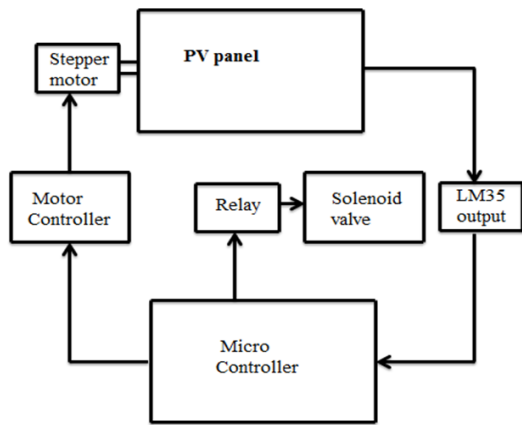 Stepper
motor
PV panel
Motor
Controller
Relay
Solenoid
valve
LM35
output
Micro
Controller